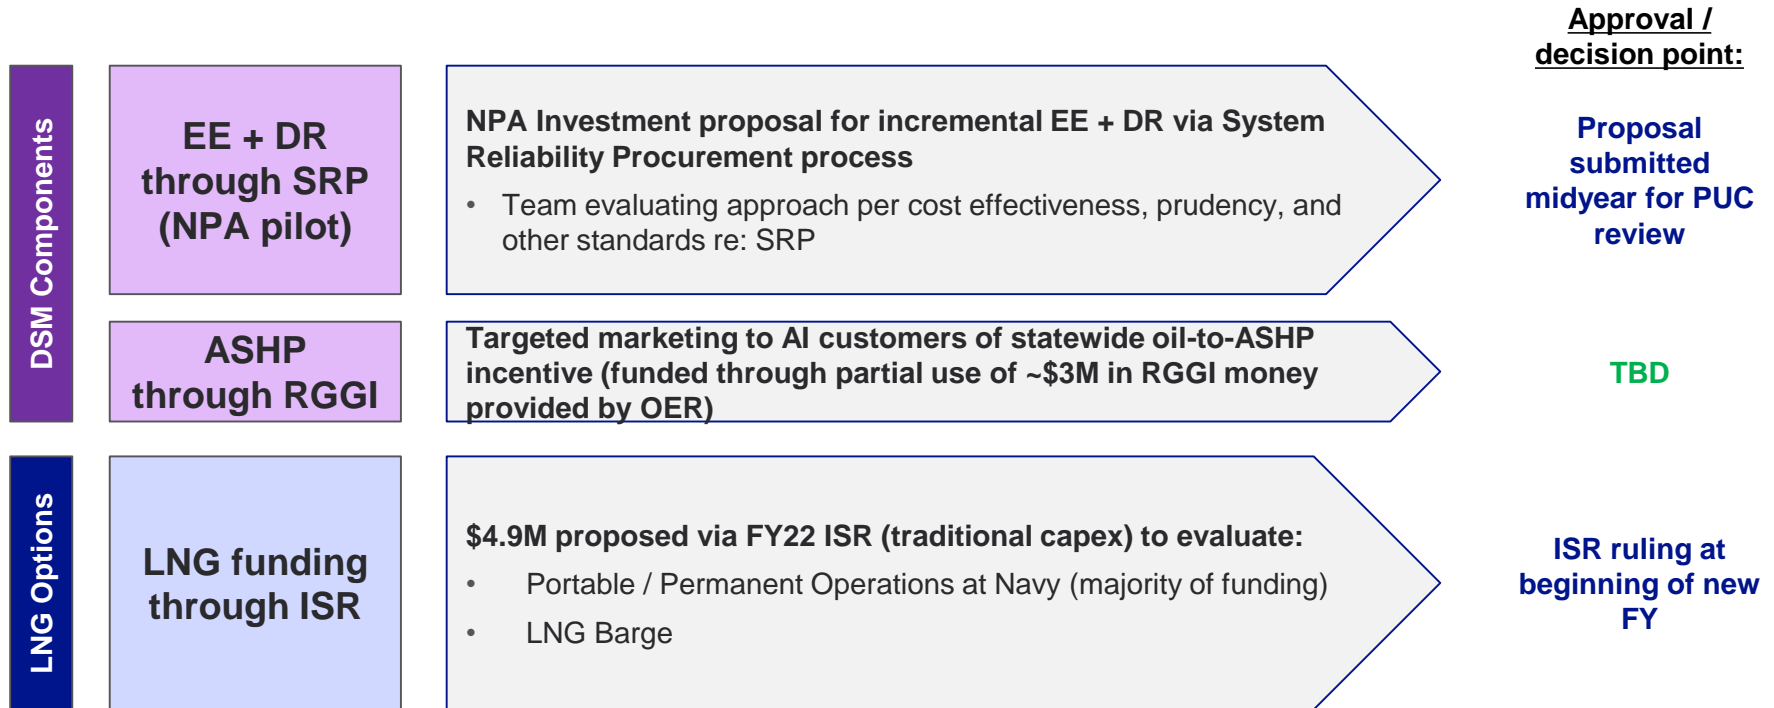 Approval /
decision point:
DSM Components
EE + DR
through SRP
(NPA pilot)
NPA Investment proposal for incremental EE + DR via System
Reliability Procurement process
• Team evaluating approach per cost effectiveness, prudency, and
other standards re: SRP
Proposal
submitted
midyear for PUC
review
ASHP
through RGGI
Targeted marketing to AI customers of statewide oil-to-ASHP
incentive (funded through partial use of ~$3M in RGGI money
provided by OER)
TBD
LNG Options
LNG funding
through ISR
$4.9M proposed via FY22 ISR (traditional capex) to evaluate:
• Portable / Permanent Operations at Navy (majority of funding)
• LNG Barge
ISR ruling at
beginning of new
FY